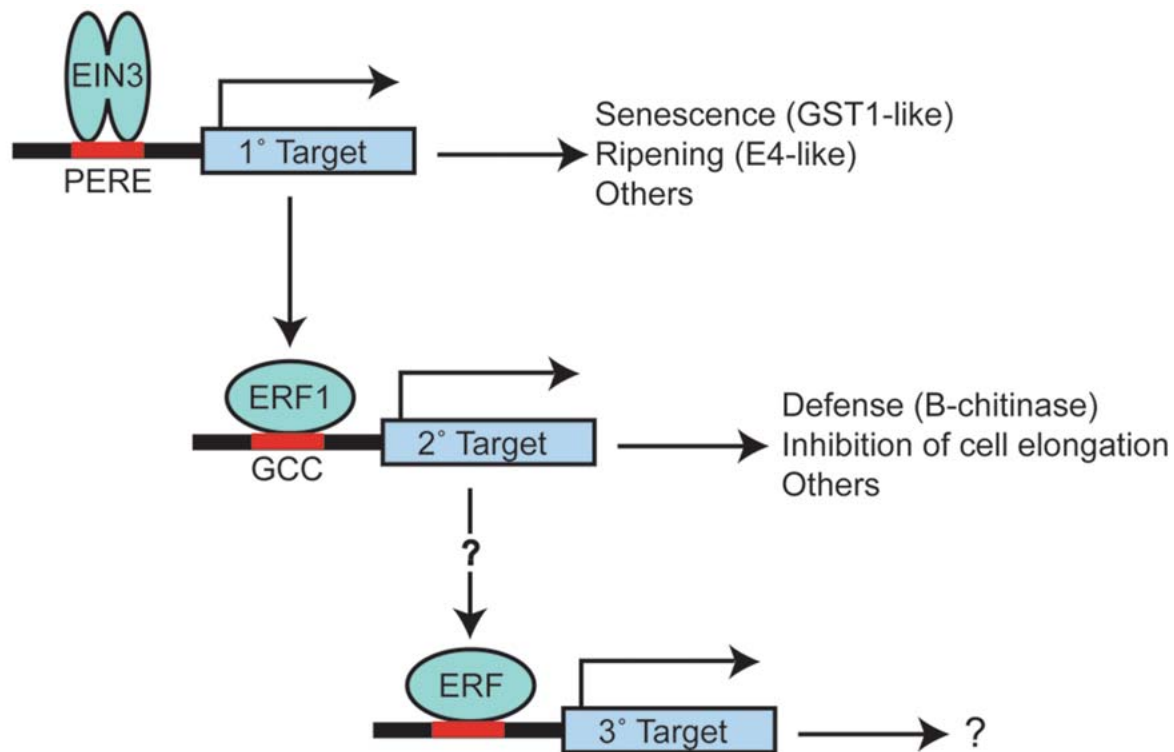 EIN3
1° Target
PERE
Senescence (GST1-like)
Ripening (E4-like)
Others
ERF1
2° Target
GCC
Defense (B-chitinase)
Inhibition of cell elongation
Others
?
ERF
3° Target
?